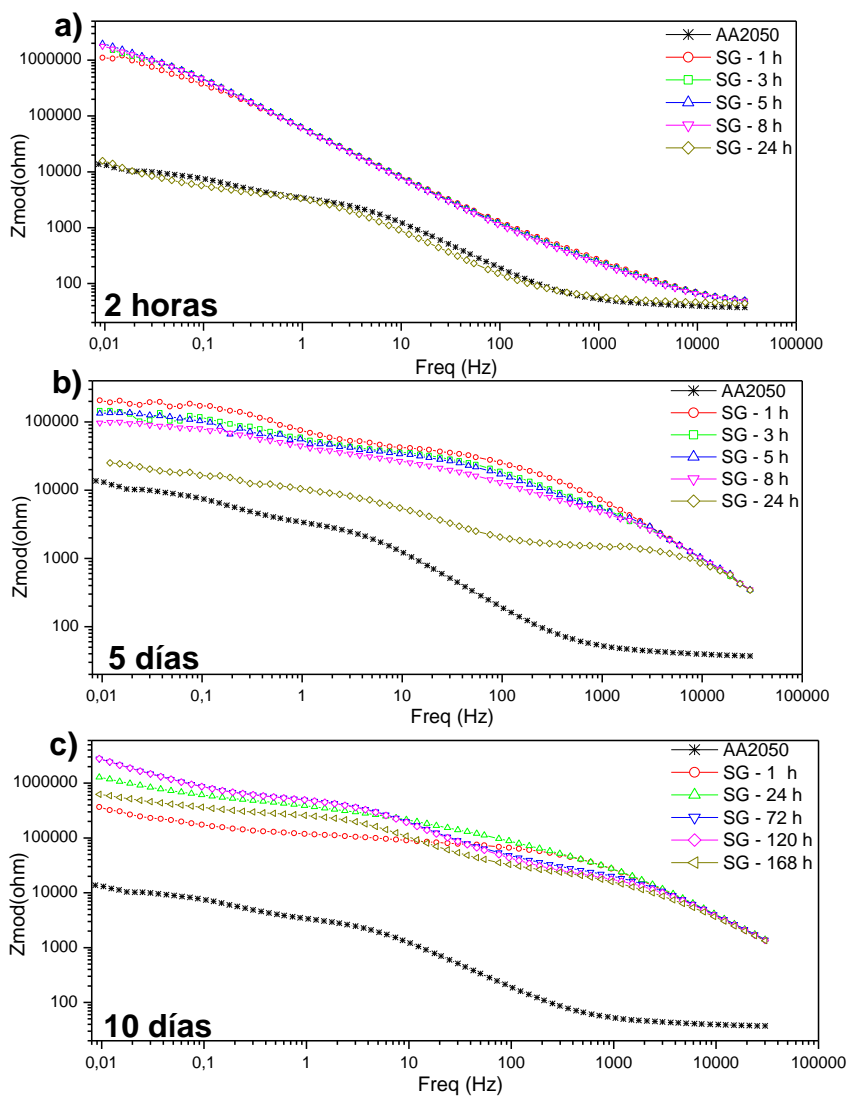 a)
AA2050
SG - 1 h
SG - 3 h
SG - 5 h
SG - 8 h
SG - 24 h
1000000
10000
1000
100
Zmod(ohm)
2 horas
0,01 0,1 1 10 100 1000 10000 100000
Freq (Hz)
b)
AA2050
SG - 1 h
SG - 3 h
SG - 5 h
SG - 8 h
SG - 24 h
100000
10000
1000
100
Zmod(ohm)
5 días
0,01 0,1 1 10 100 1000 10000 100000
Freq (Hz)
c)
AA2050
SG - 1 h
SG - 24 h
SG - 72 h
SG - 120 h
SG - 168 h
1000000
100000
10000
1000
100
Zmod(ohm)
10 días
0,01 0,1 1 10 100 1000 10000 100000
Freq (Hz)